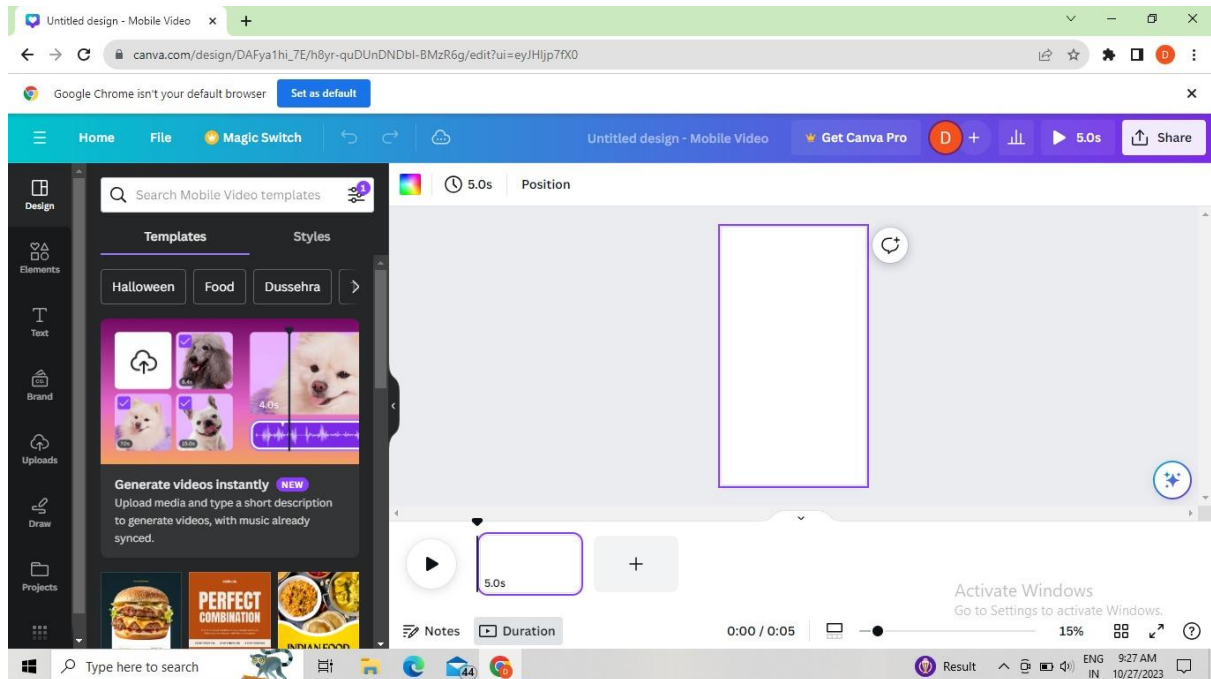 Untitled design - Mobile Video
canva.com/design/DAFya1hi_7E/h8yr-quDUnDNDbI-BMzR6g/edit?ui=eyJHIjp7fX0
D
Google Chrome isn't your default browser Set as default
Home File Magic Switch Untitled design - Mobile Video Get Canva Pro D + 5.0s Share
Design
Elements
Text
Brand
Uploads
Draw
Projects
Search Mobile Video templates 1
Templates Styles
Halloween Food Dussehra
4.0s
Generate videos instantly NEW
Upload media and type a short description
to generate videos, with music already
synced.
PERFECT
COMBINATION
INDIAN FOOD
5.0s Position
5.0s
Activate Windows
Go to Settings to activate Windows.
Notes Duration 0:00 / 0:05 15%
Type here to search 44 Result ENG 9:27 AM
IN 10/27/2023